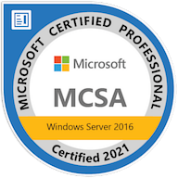 MICROSOFT CERTIFIED PROFESSIONAL
Microsoft
MCSA
Windows Server 2016
Certified 2021